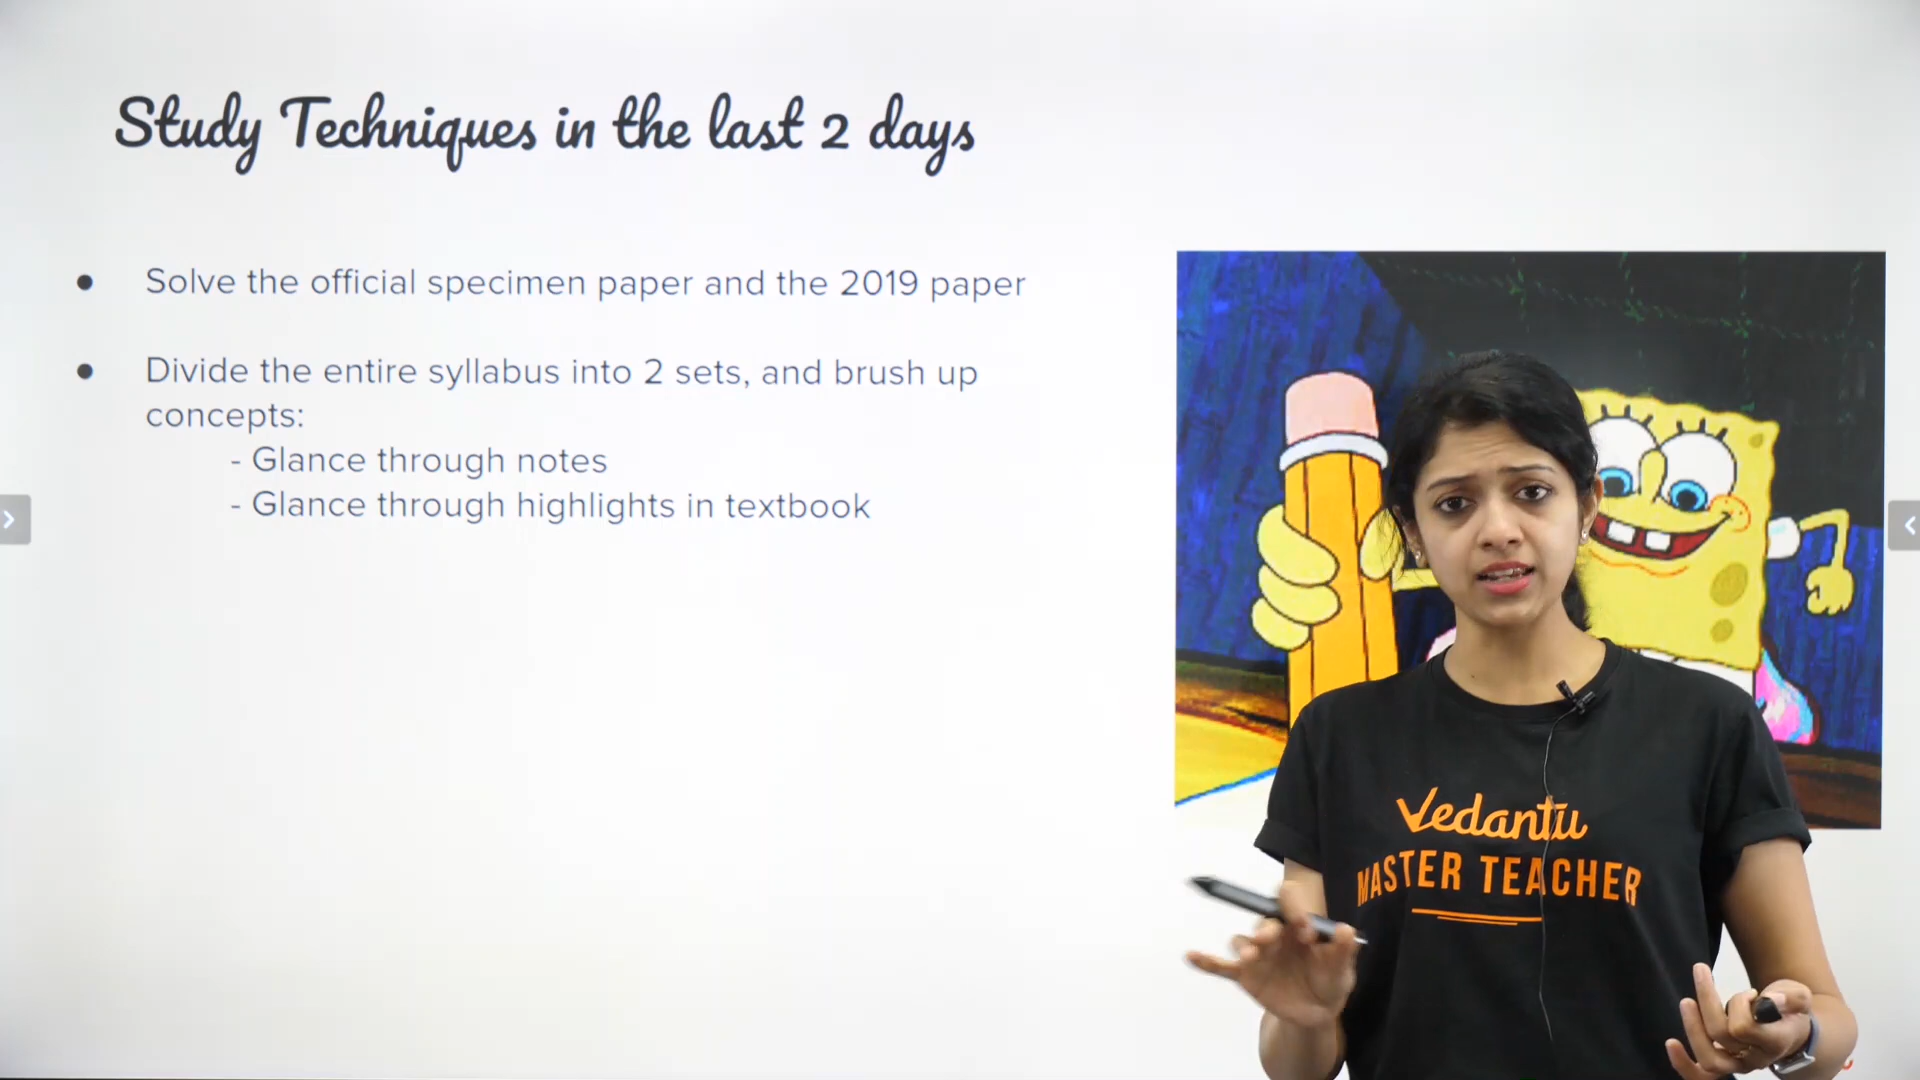 Study Techniques in the last 2 days
● Solve the official specimen paper and the 2019 paper
● Divide the entire syllabus into 2 sets, and brush up
concepts:
- Glance through notes
- Glance through highlights in textbook
Vedantu
MASTER TEACHER